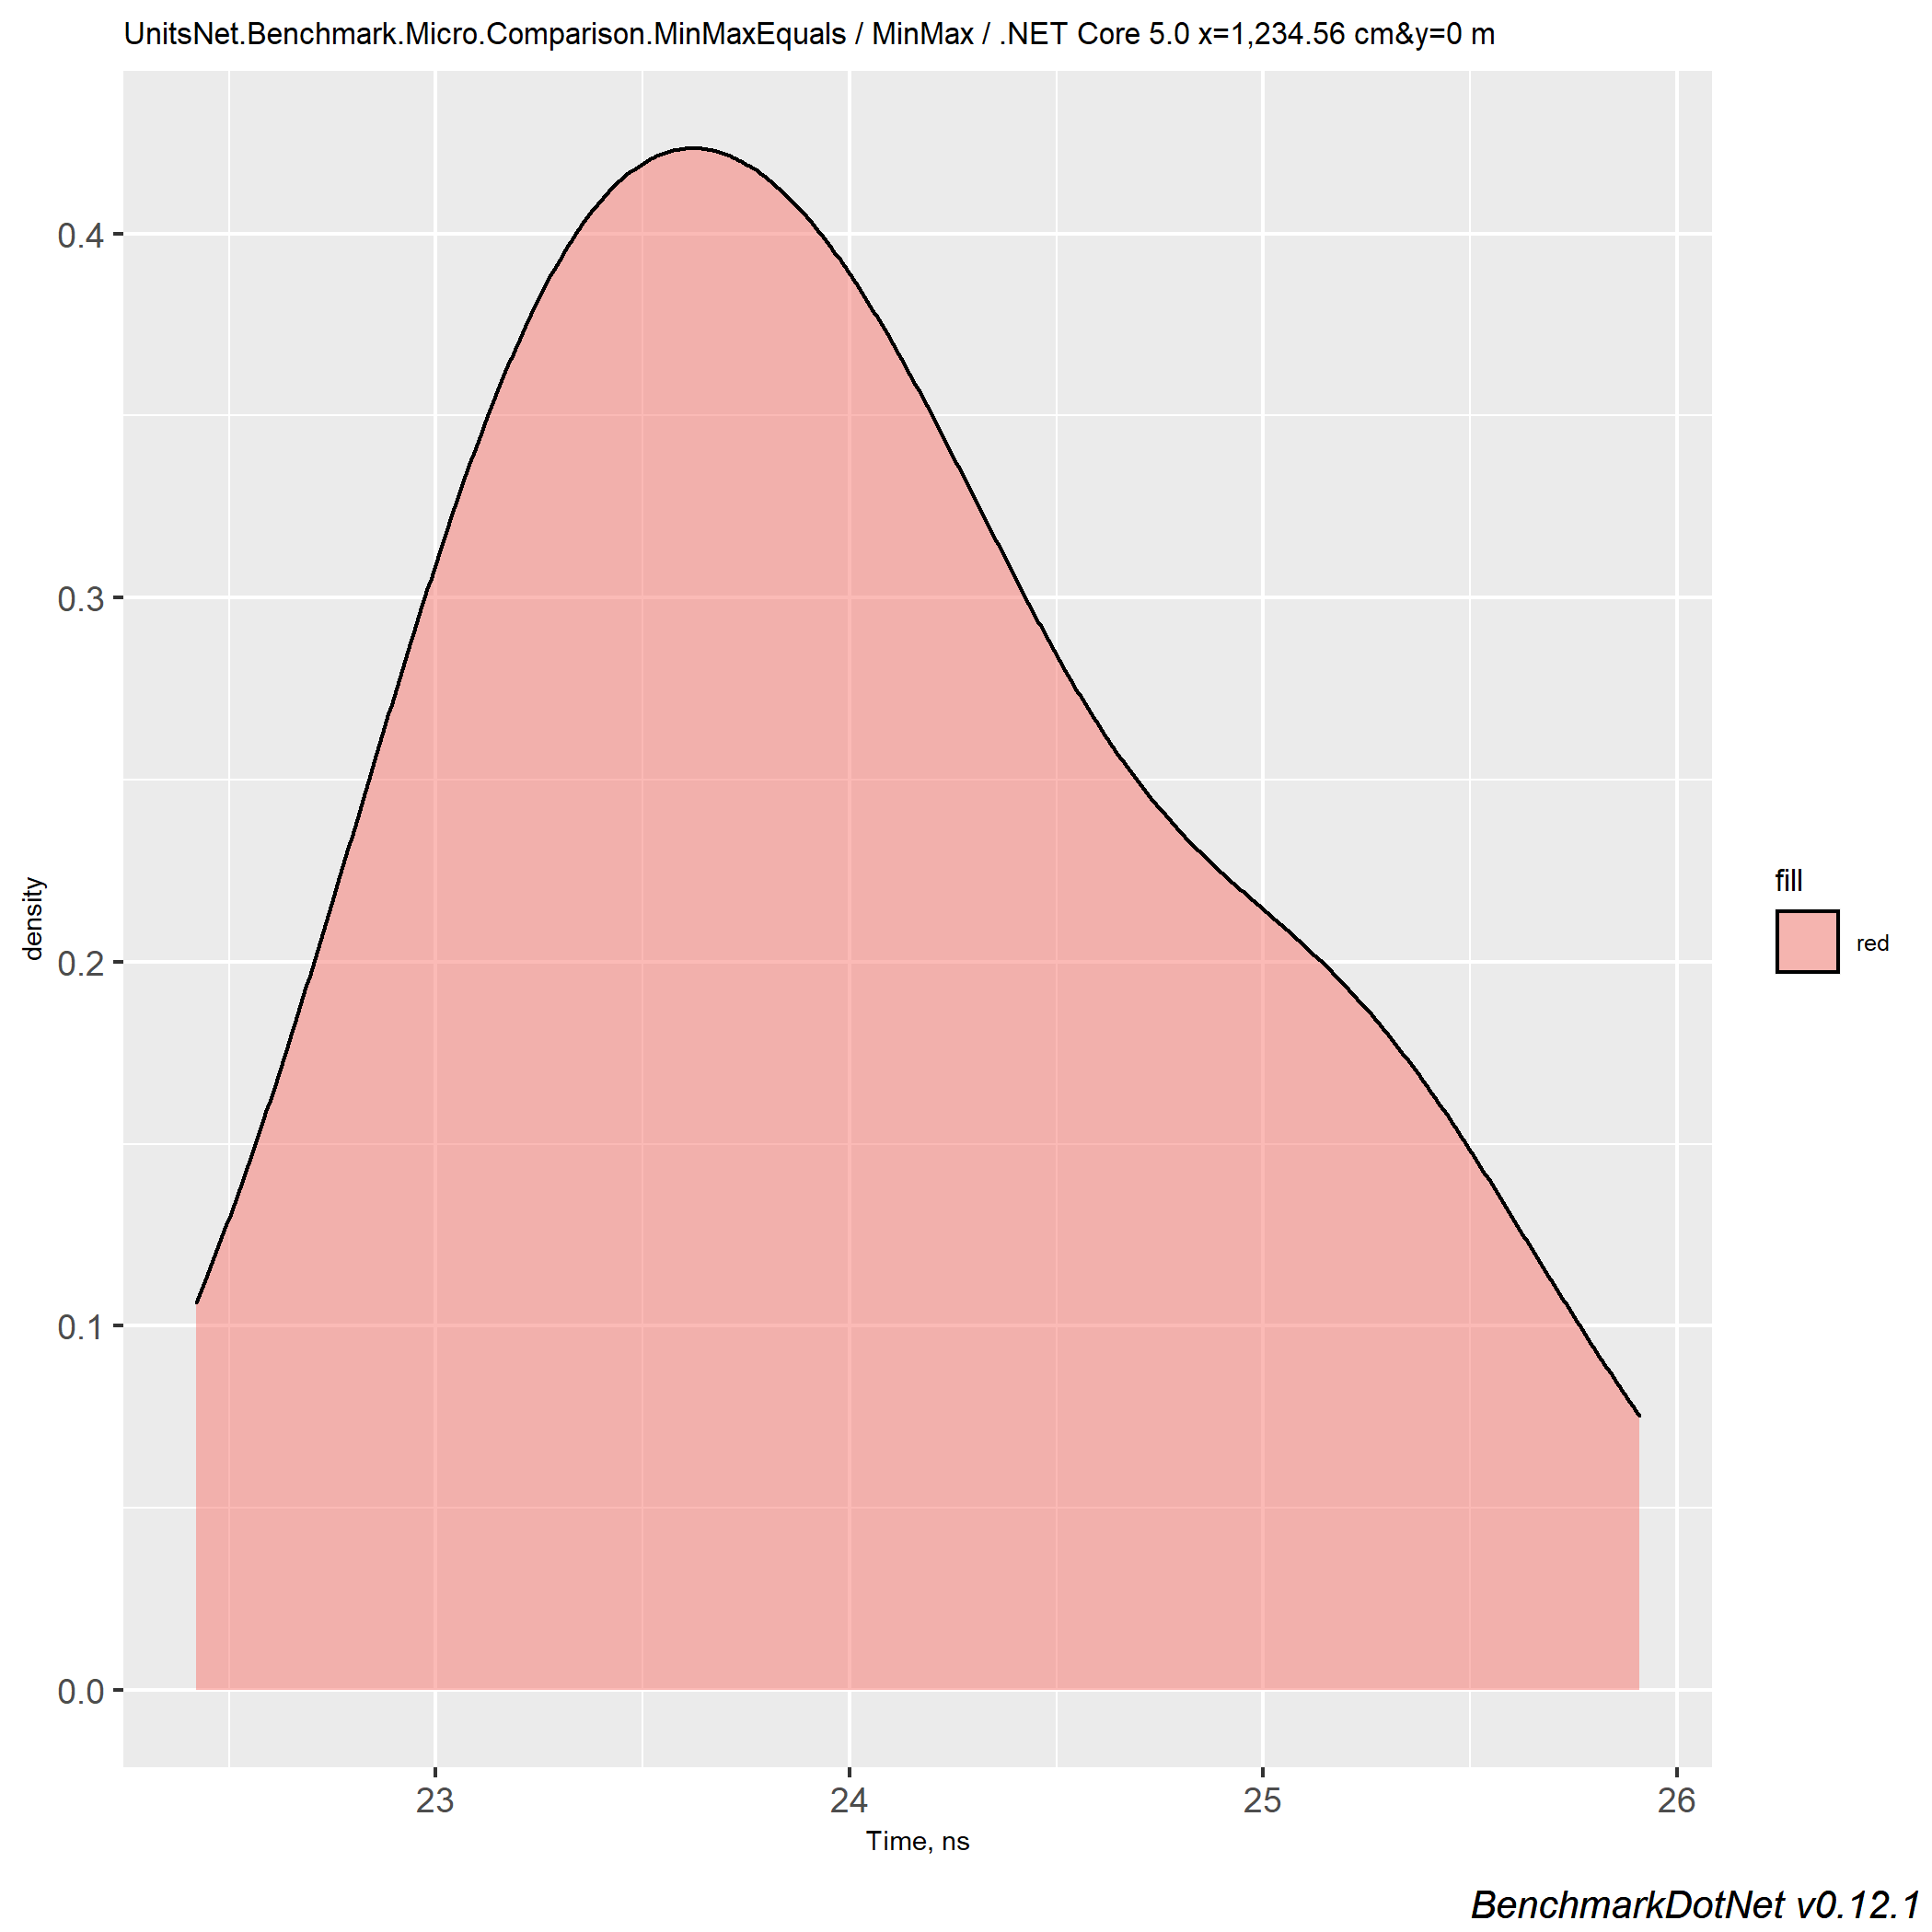 UnitsNet.Benchmark.Micro.Comparison.MinMaxEquals / MinMax / .NET Core 5.0 x=1,234.56 cm&y=0 m
0.4
0.3
0.2
0.1
0.0
density
23 24 25 26
Time, ns
fill
red
BenchmarkDotNet v0.12.1